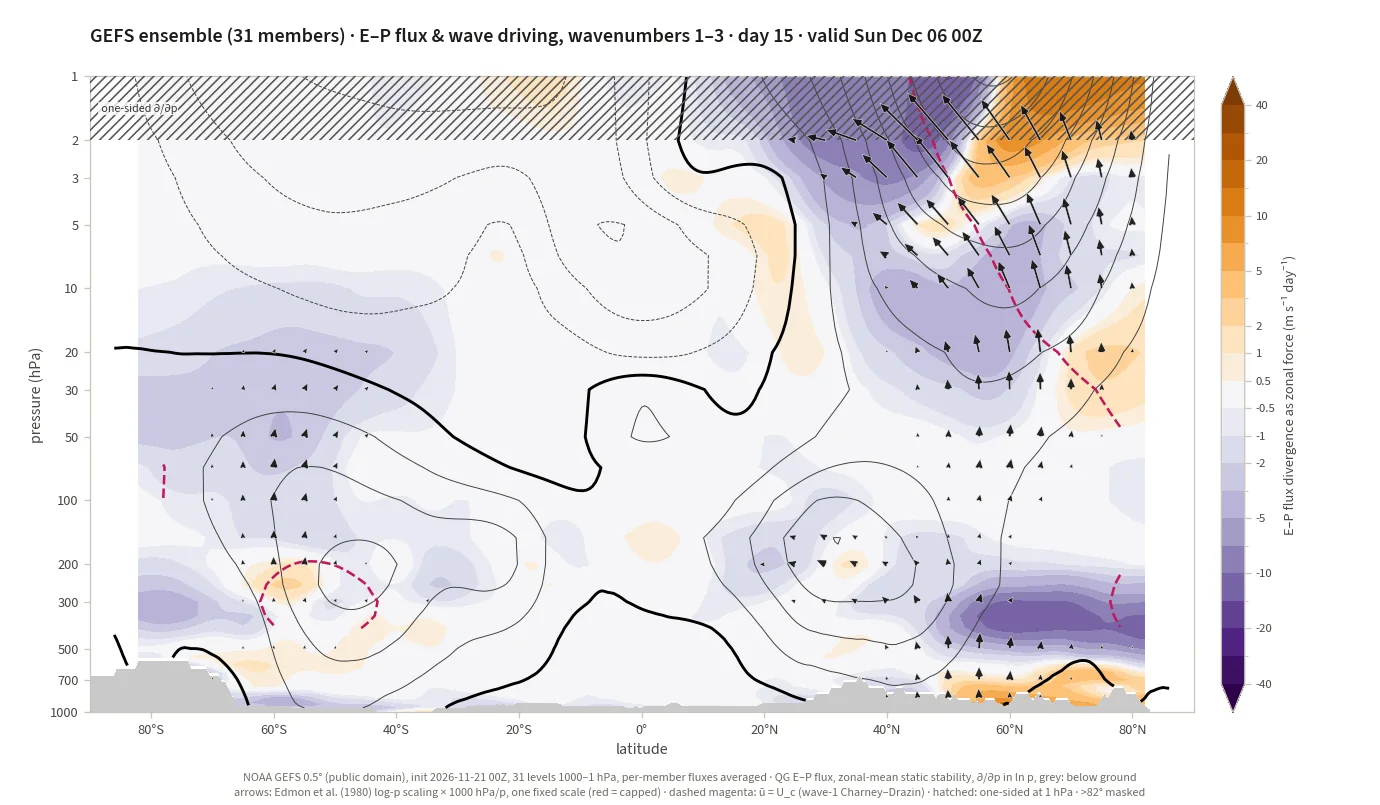 GEFS ensemble (31 members) · E–P flux & wave driving, wavenumbers 1–3 · day 15 · valid Sun Dec 06 00Z
one-sided ∂/∂p
pressure (hPa)
1
2
3
5
10
20
30
50
100
200
300
500
700
1000
80°S
60°S
40°S
20°S
0°
20°N
40°N
60°N
80°N
latitude
40
20
10
5
2
1
0.5
-0.5
-1
-2
-5
-10
-20
-40
E–P flux divergence as zonal force (m s⁻¹ day⁻¹)
NOAA GEFS 0.5° (public domain), init 2026-11-21 00Z, 31 levels 1000–1 hPa, per-member fluxes averaged · QG E–P flux, zonal-mean static stability, ∂/∂p in ln p, grey: below ground
arrows: Edmon et al. (1980) log-p scaling × 1000 hPa/p, one fixed scale (red = capped) · dashed magenta: ū = U_c (wave-1 Charney–Drazin) · hatched: one-sided at 1 hPa · >82° masked